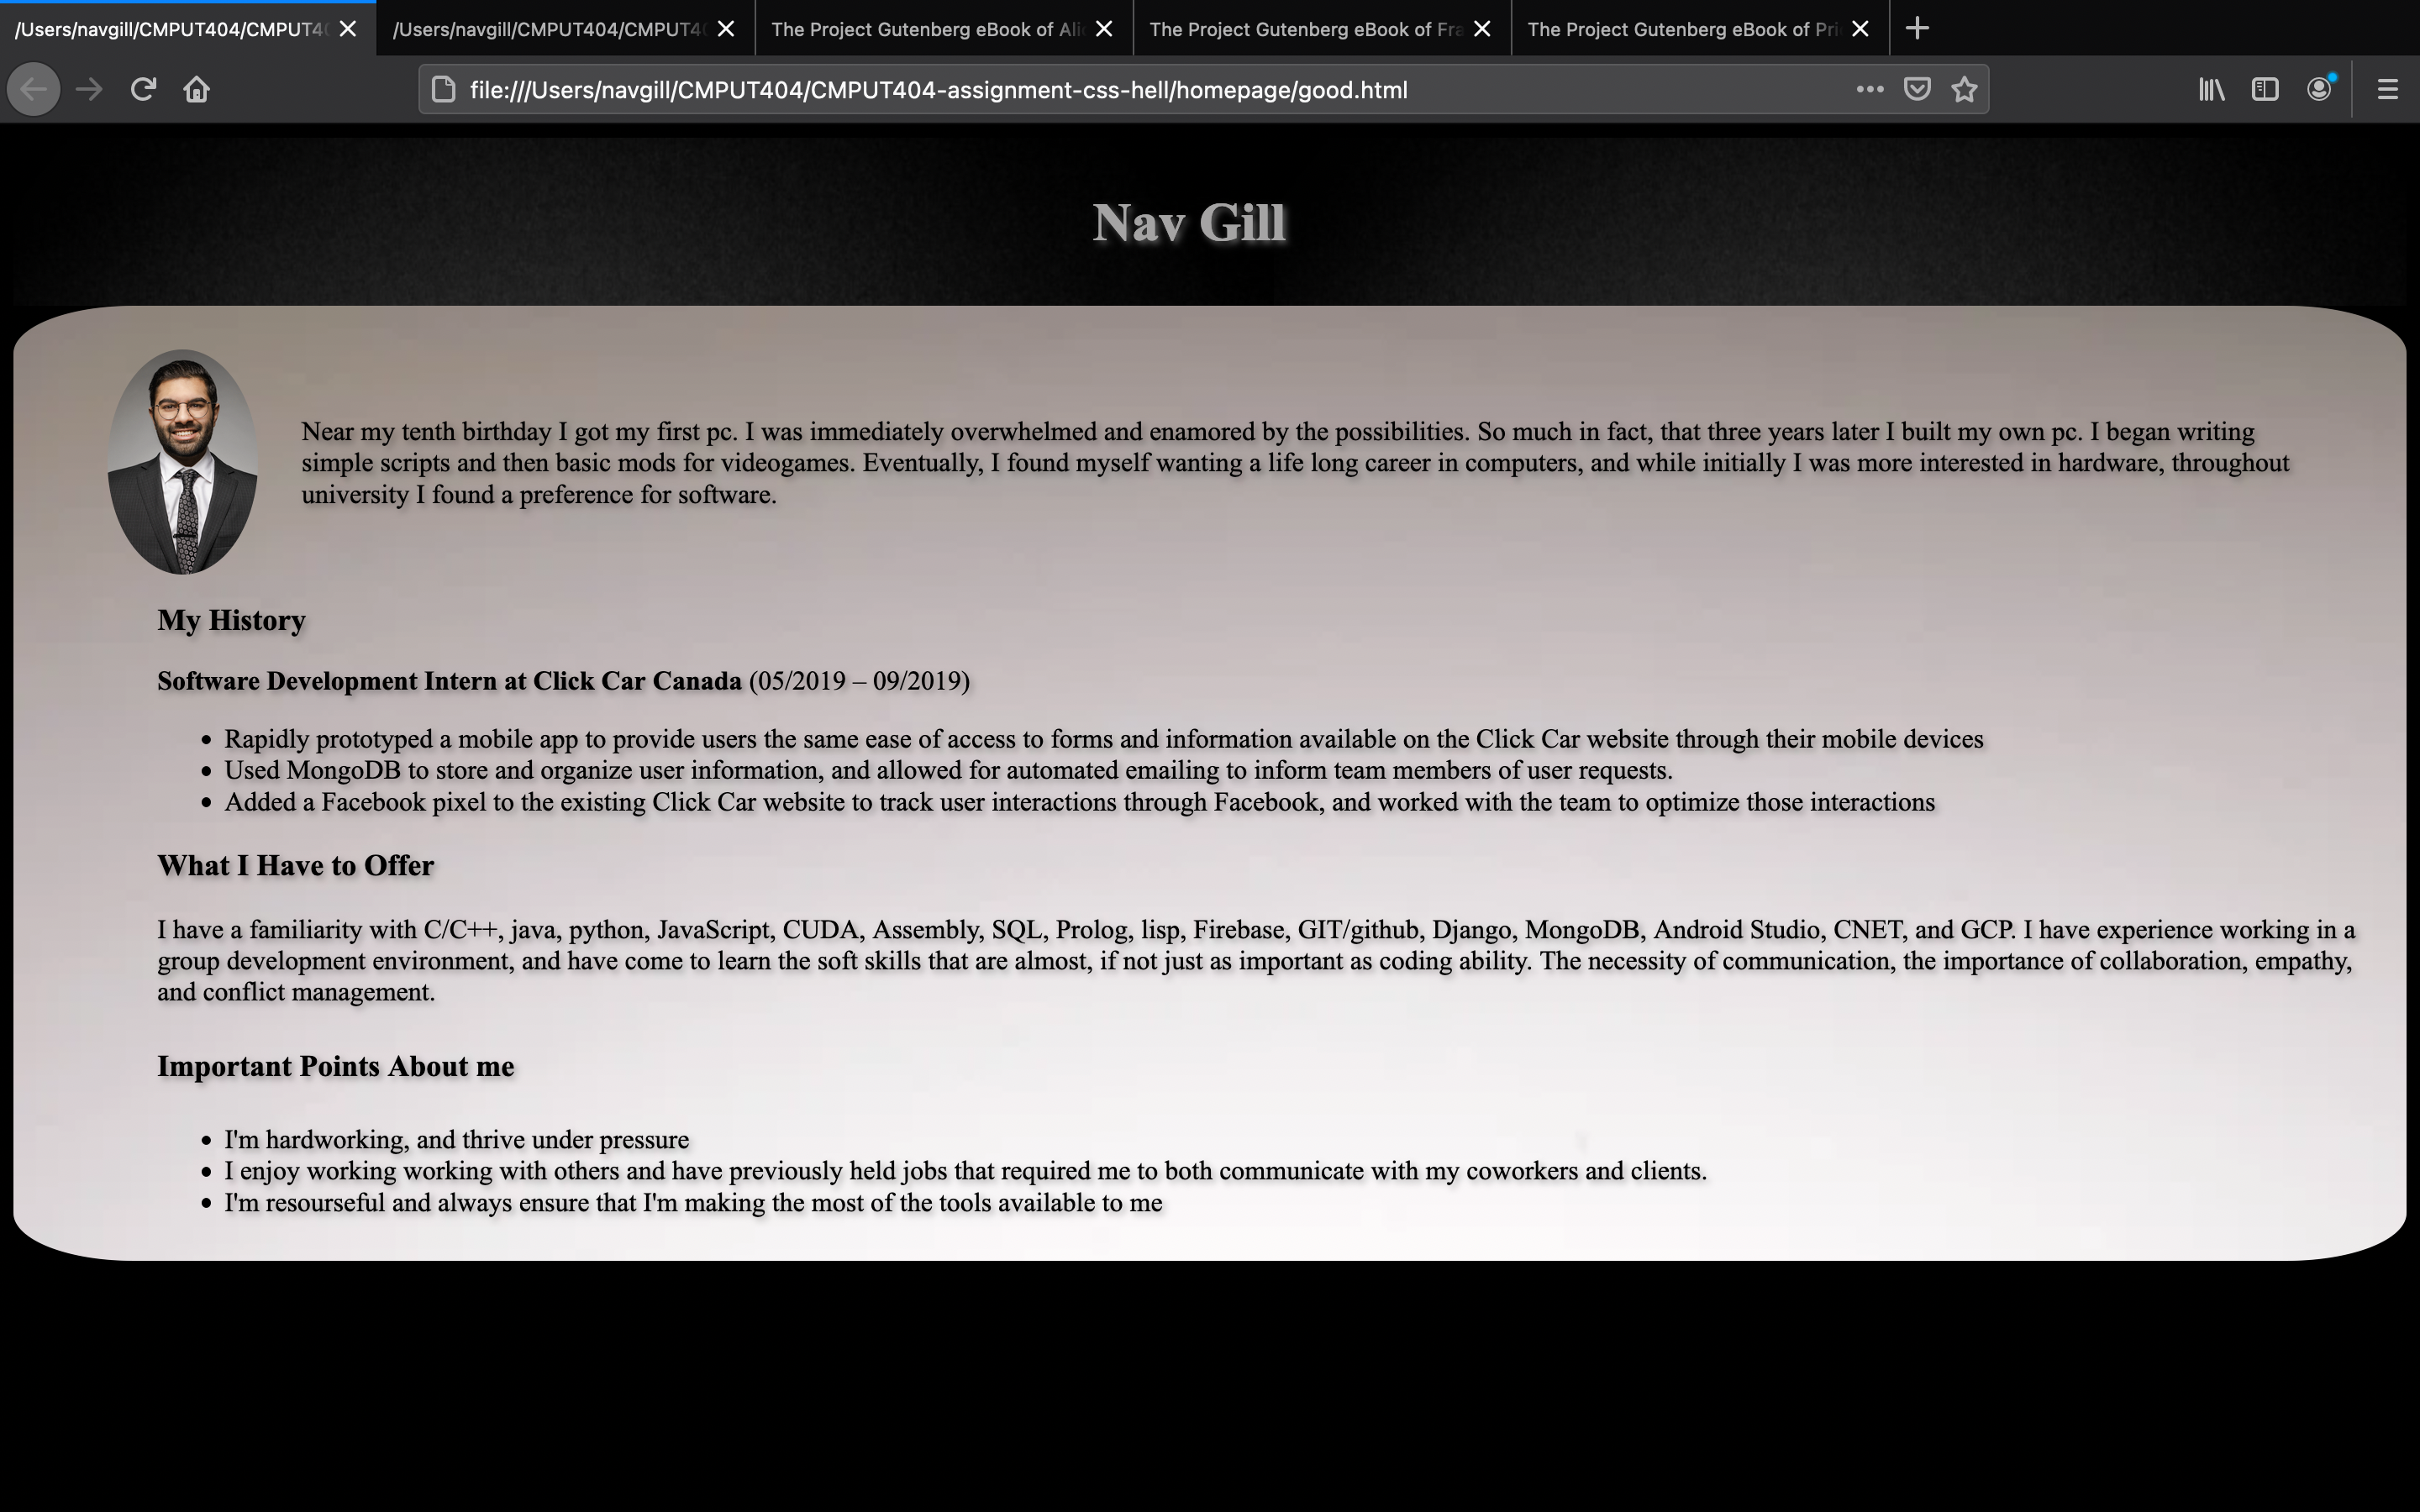 /Users/navgill/CMPUT404/CMPUT40
/Users/navgill/CMPUT404/CMPUT40
The Project Gutenberg eBook of Ali
The Project Gutenberg eBook of Fra
The Project Gutenberg eBook of Pri
file:///Users/navgill/CMPUT404/CMPUT404-assignment-css-hell/homepage/good.html
Nav Gill
Near my tenth birthday I got my first pc. I was immediately overwhelmed and enamored by the possibilities. So much in fact, that three years later I built my own pc. I began writing
simple scripts and then basic mods for videogames. Eventually, I found myself wanting a life long career in computers, and while initially I was more interested in hardware, throughout
university I found a preference for software.
My History
Software Development Intern at Click Car Canada (05/2019 – 09/2019)
• Rapidly prototyped a mobile app to provide users the same ease of access to forms and information available on the Click Car website through their mobile devices
• Used MongoDB to store and organize user information, and allowed for automated emailing to inform team members of user requests.
• Added a Facebook pixel to the existing Click Car website to track user interactions through Facebook, and worked with the team to optimize those interactions
What I Have to Offer
I have a familiarity with C/C++, java, python, JavaScript, CUDA, Assembly, SQL, Prolog, lisp, Firebase, GIT/github, Django, MongoDB, Android Studio, CNET, and GCP. I have experience working in a
group development environment, and have come to learn the soft skills that are almost, if not just as important as coding ability. The necessity of communication, the importance of collaboration, empathy,
and conflict management.
Important Points About me
• I'm hardworking, and thrive under pressure
• I enjoy working working with others and have previously held jobs that required me to both communicate with my coworkers and clients.
• I'm resourseful and always ensure that I'm making the most of the tools available to me